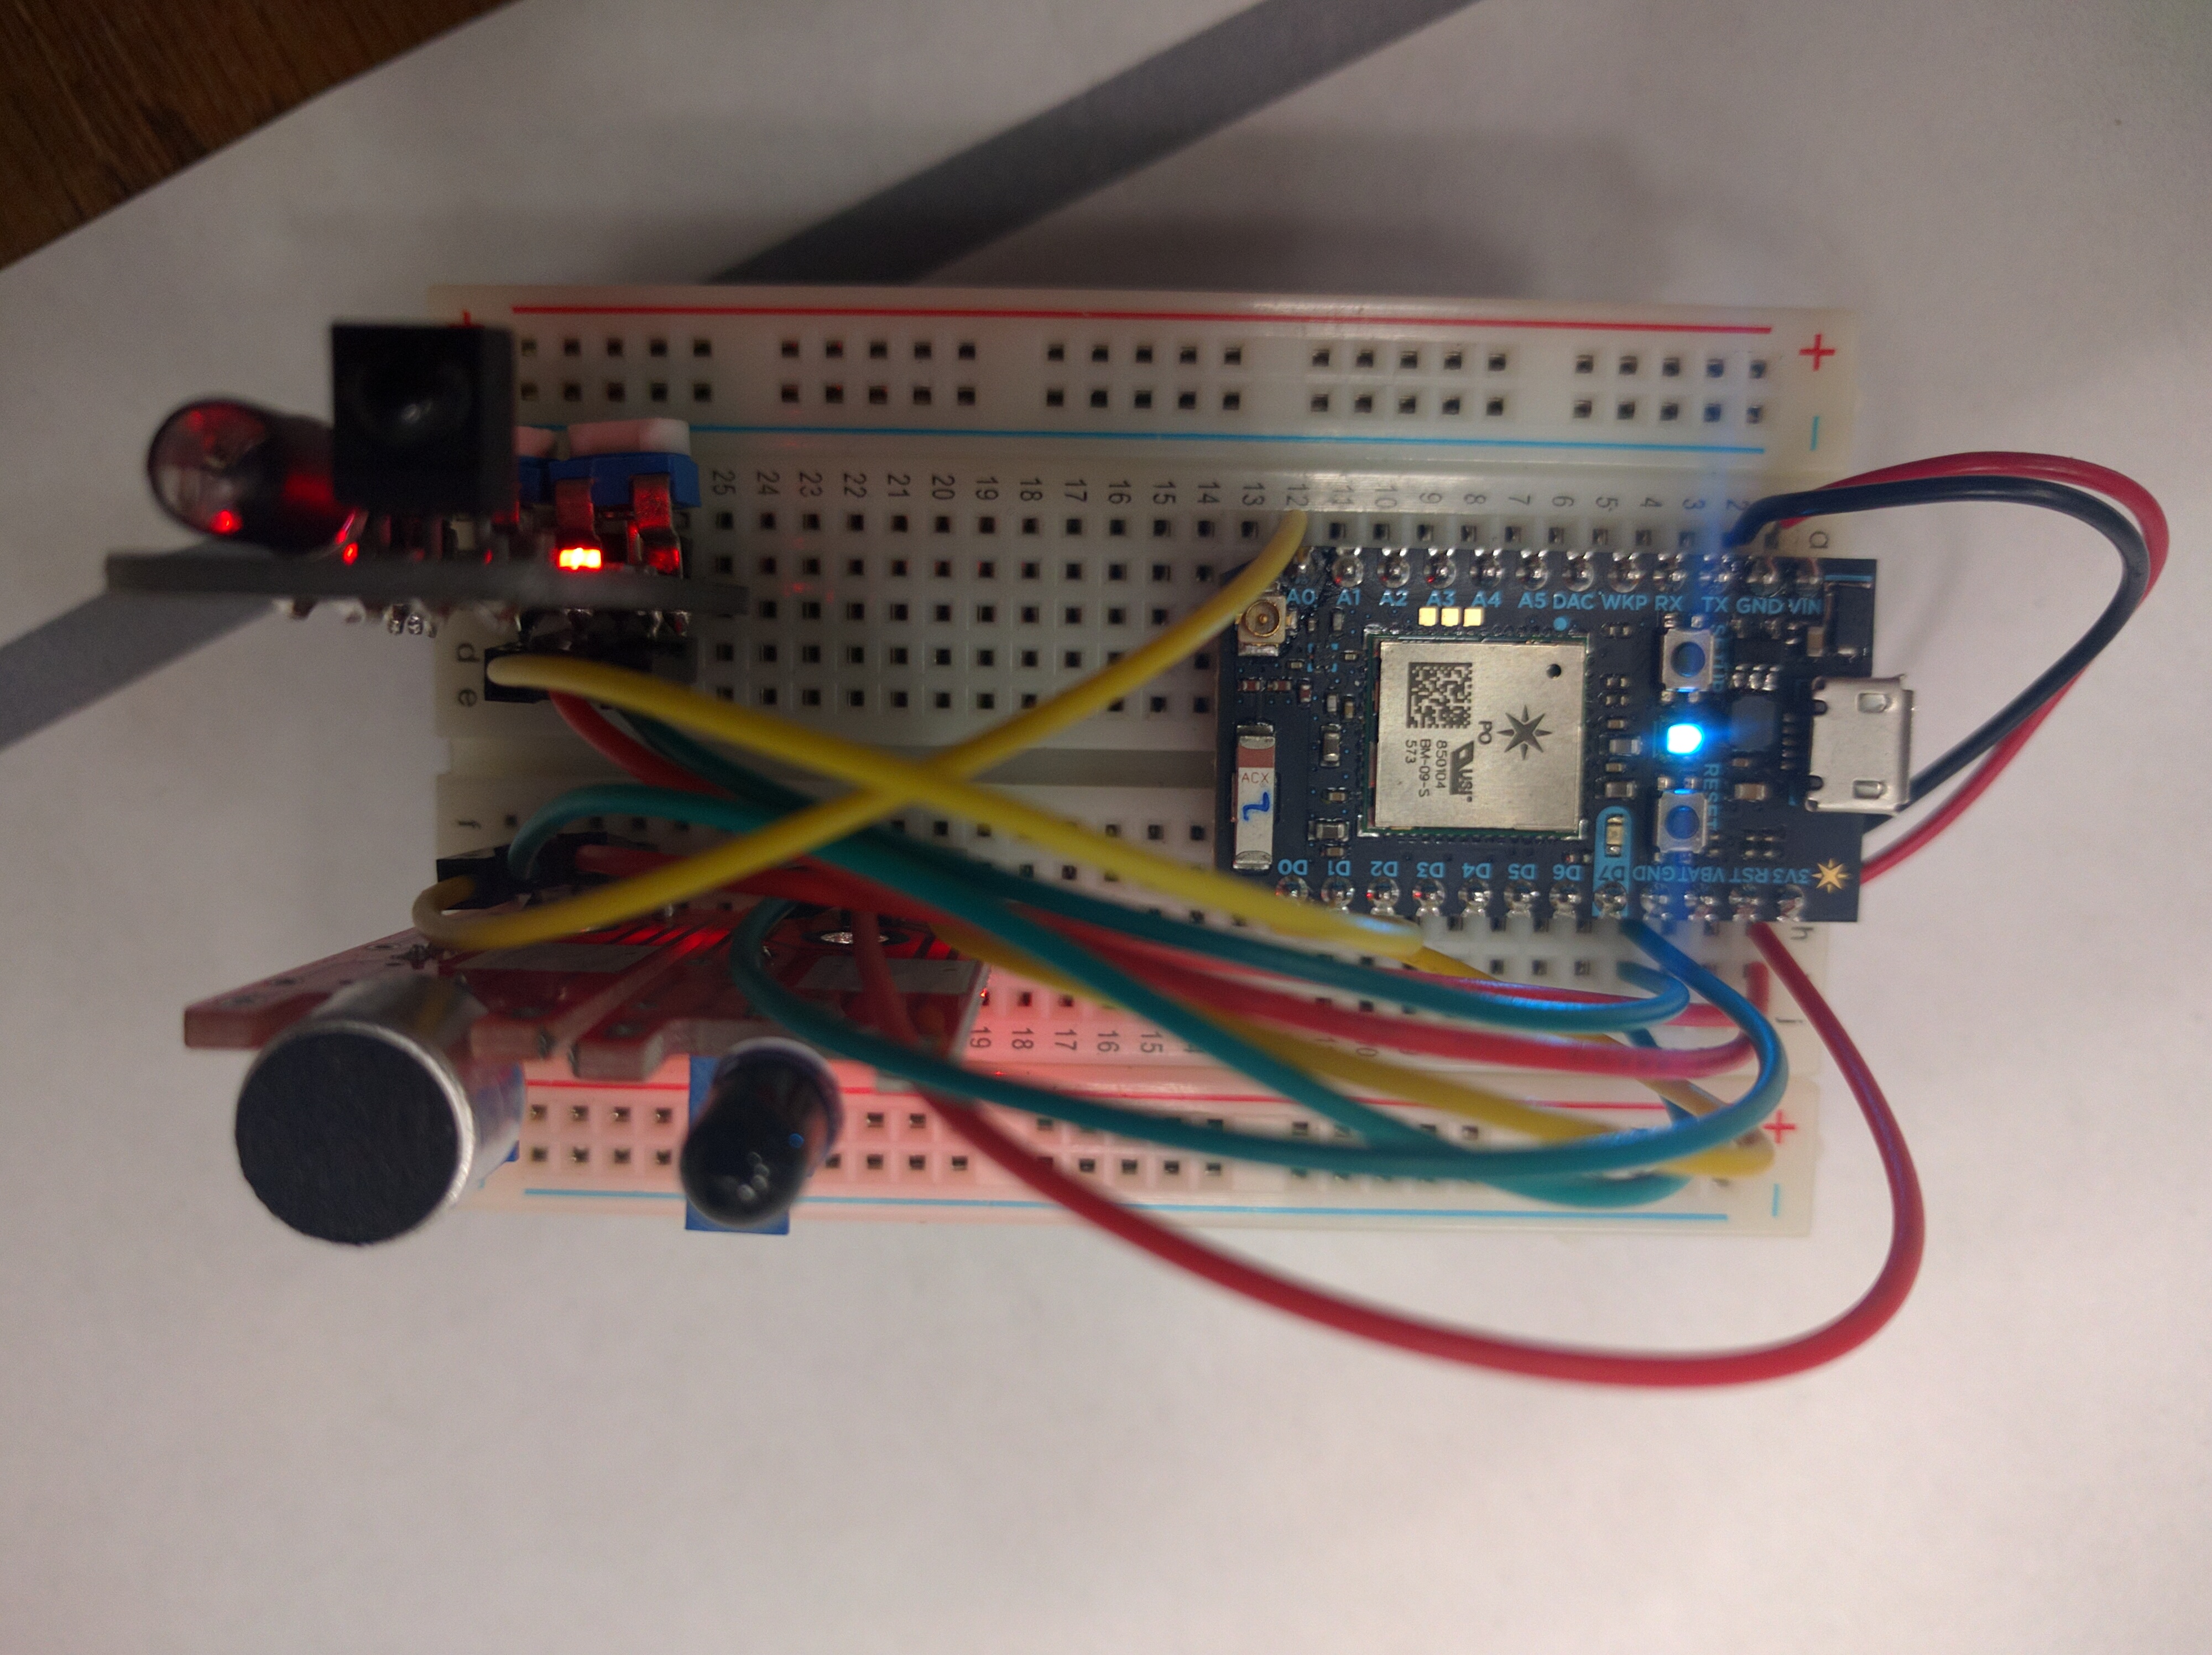 +
+
-
25 24 23 22 21 20 19 18 17 16 15 14 13 12 11 10 9 8 7 6 5 4 3 2
a
A0 A1 A2 A3 A4 A5 DAC WKP RX TX GND VIN
d
e
PO
usi
850104
BM-09-S
573
RESET
ACX
2
f
D0 D1 D2 D3 D4 D5 D6 D7 GND VBAT RST 3V3
h
j
19 18 17 16 15
+
-